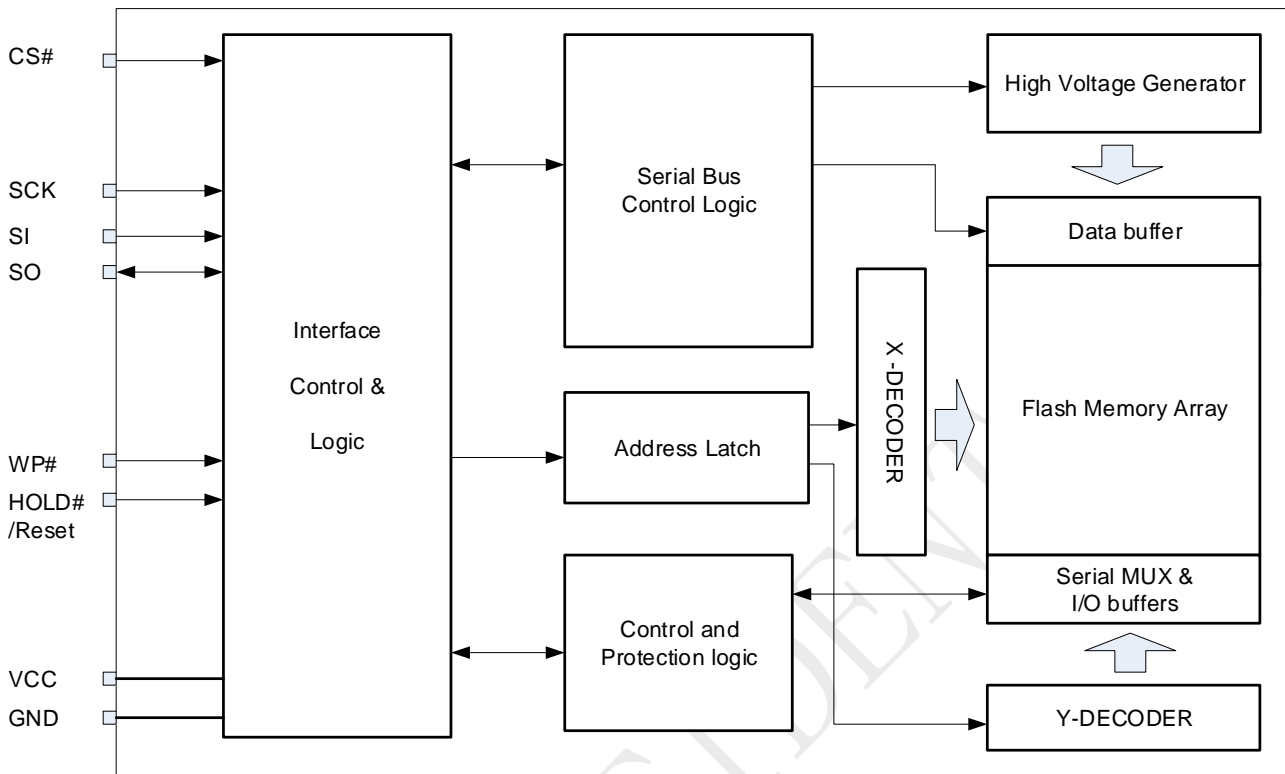 CS#
SCK
SI
SO
WP#
HOLD#
/Reset
VCC
GND
Interface
Control &
Logic
Serial Bus
Control Logic
Address Latch
Control and
Protection logic
X-DECODER
High Voltage Generator
Data buffer
Flash Memory Array
Serial MUX &
I/O buffers
Y-DECODER